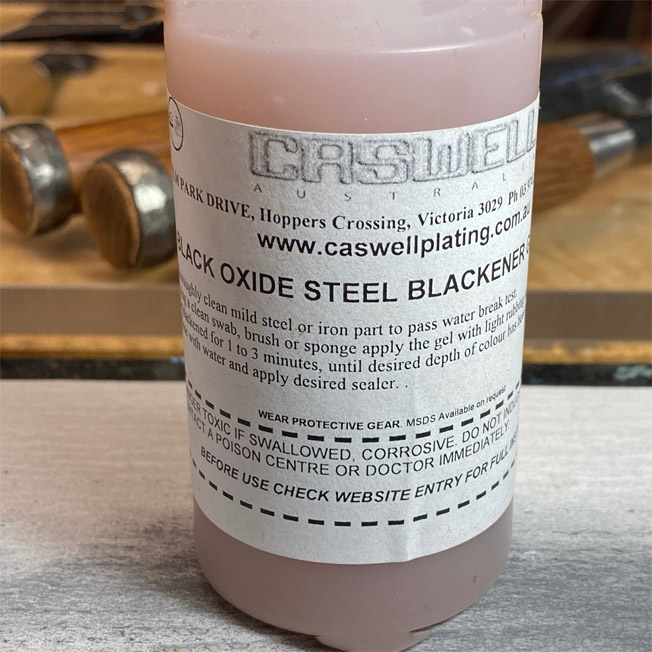 CASWELL
AUSTRAL
M PARK DRIVE, Hoppers Crossing, Victoria 3029 Ph (03
www.caswellplating.com.au
BLACK OXIDE STEEL BLACKENER
clean mild steel or iron part to pass water break test.
a clean swab, brush or sponge apply the gel with light rubbing
for 1 to 3 minutes, until desired depth of colour has
with water and apply desired sealer. .
WEAR PROTECTIVE GEAR. MSDS Available on request
TOXIC IF SWALLOWED, CORROSIVE. DO NOT
A POISON CENTRE OR DOCTOR IMMEDIATELY
BEFORE USE CHECK WEBSITE ENTRY FOR FULL